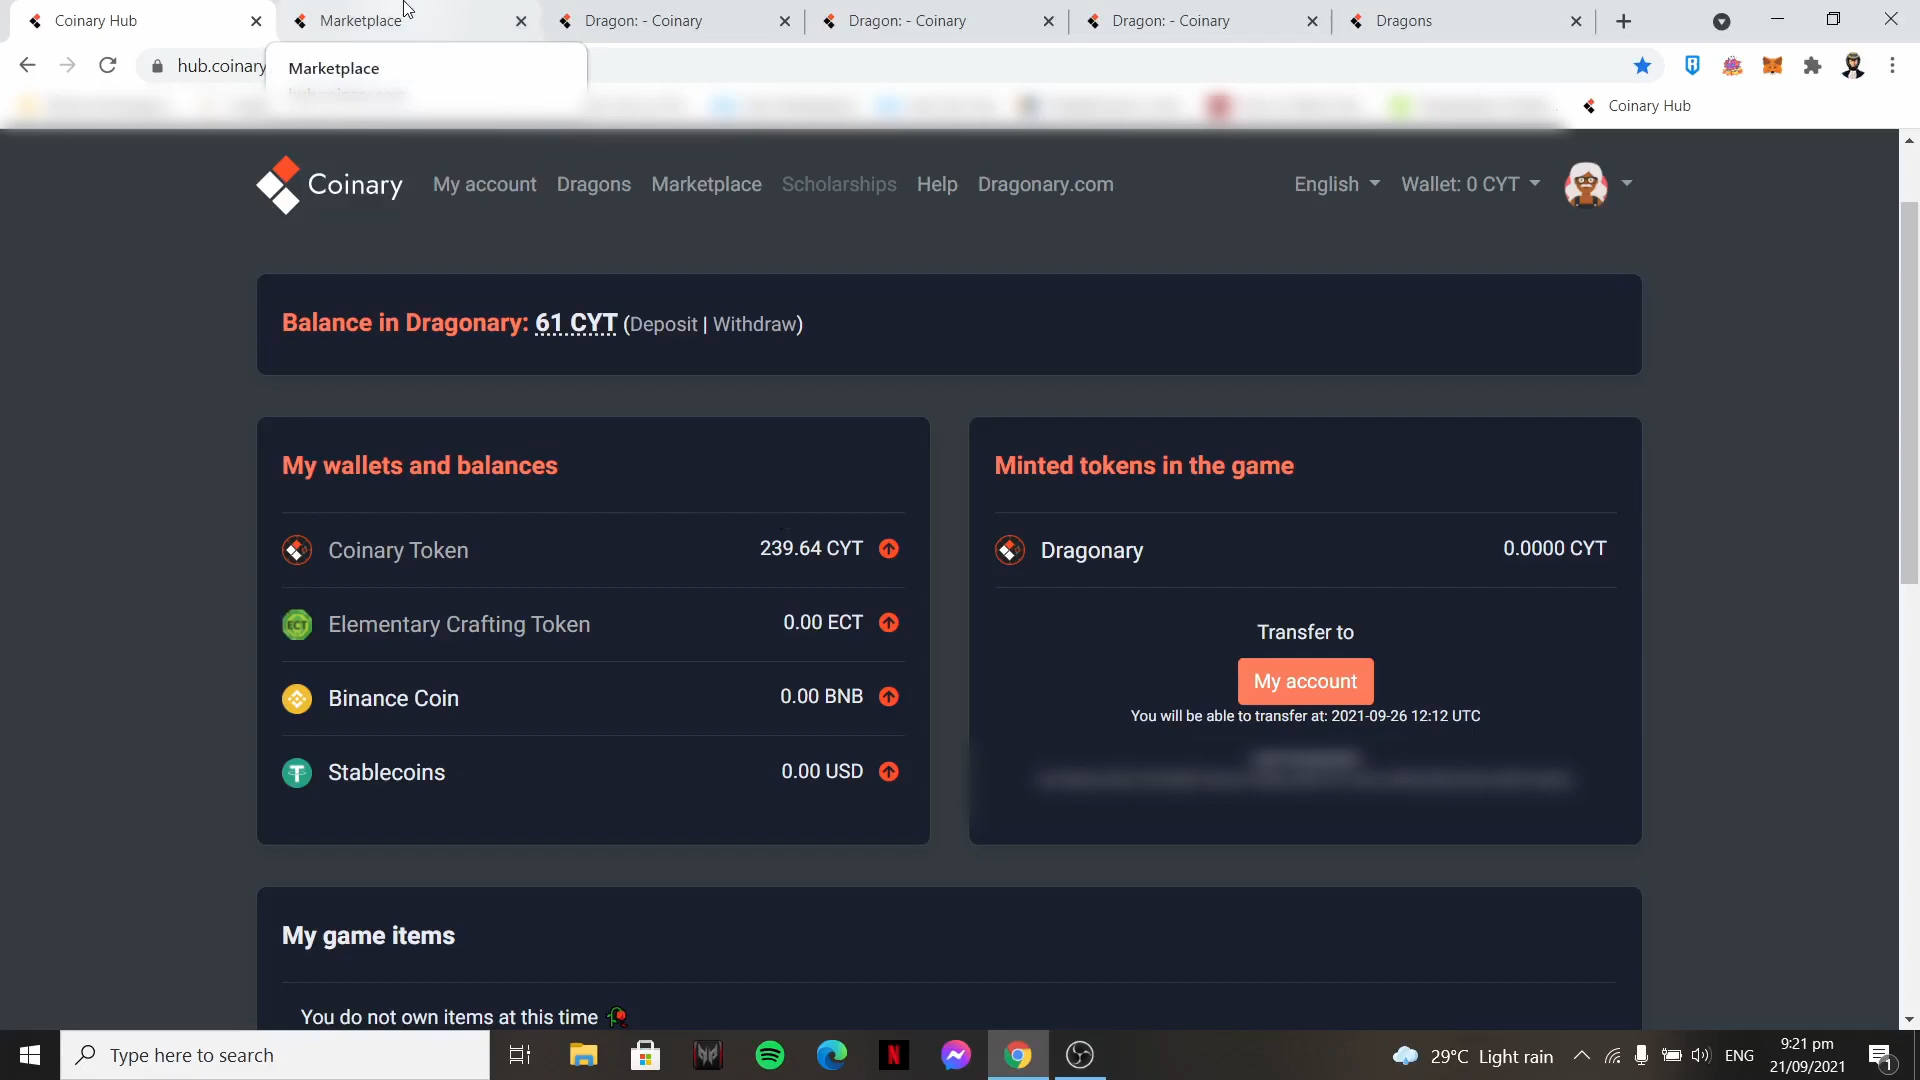 Coinary Hub
Marketplace
Dragon: - Coinary
Dragon: - Coinary
Dragon: - Coinary
Dragons
hub.coinary
Marketplace
Coinary Hub
Coinary
My account
Dragons
Marketplace
Scholarships
Help
Dragonary.com
English
Wallet: 0 CYT
Balance in Dragonary: 61 CYT (Deposit | Withdraw)
My wallets and balances
Coinary Token
239.64 CYT
ECT
Elementary Crafting Token
0.00 ECT
Binance Coin
0.00 BNB
Stablecoins
0.00 USD
Minted tokens in the game
Dragonary
0.0000 CYT
Transfer to
My account
You will be able to transfer at: 2021-09-26 12:12 UTC
My game items
You do not own items at this time
Type here to search
29°C Light rain
ENG
9:21 pm
21/09/2021
1